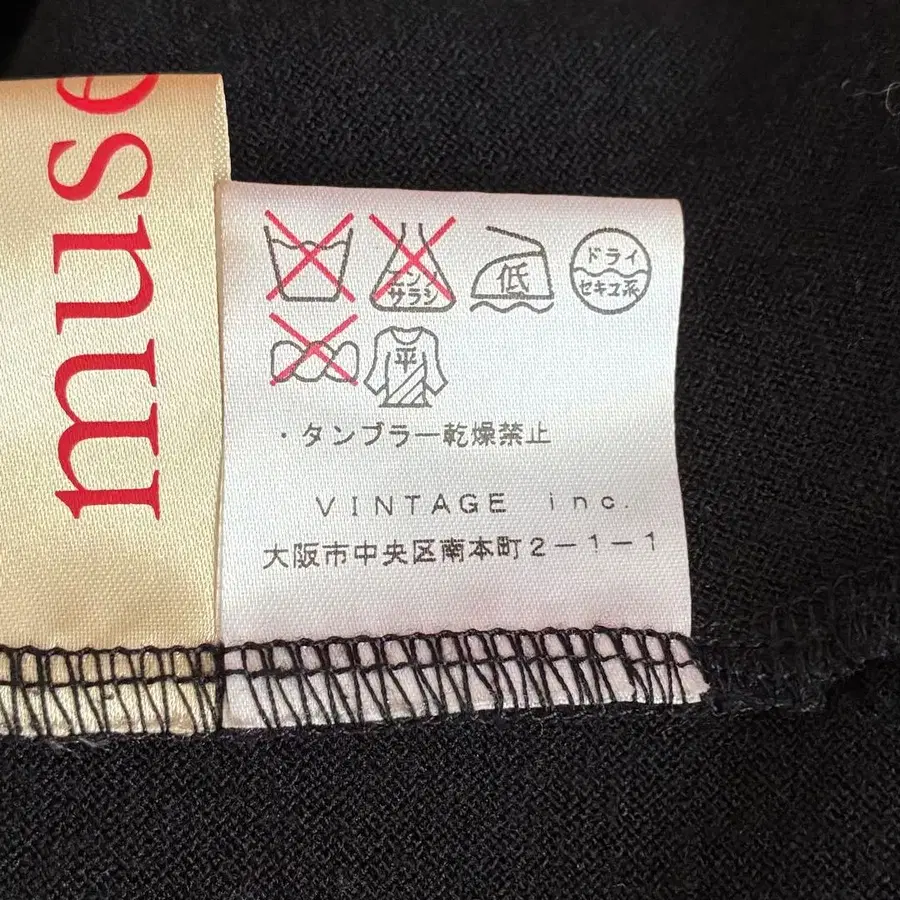 muse
低
ドライ
セキユ系
エンソ
サラシ
平
・タンブラー乾燥禁止
VINTAGE inc.
大阪市中央区南本町2-1-1